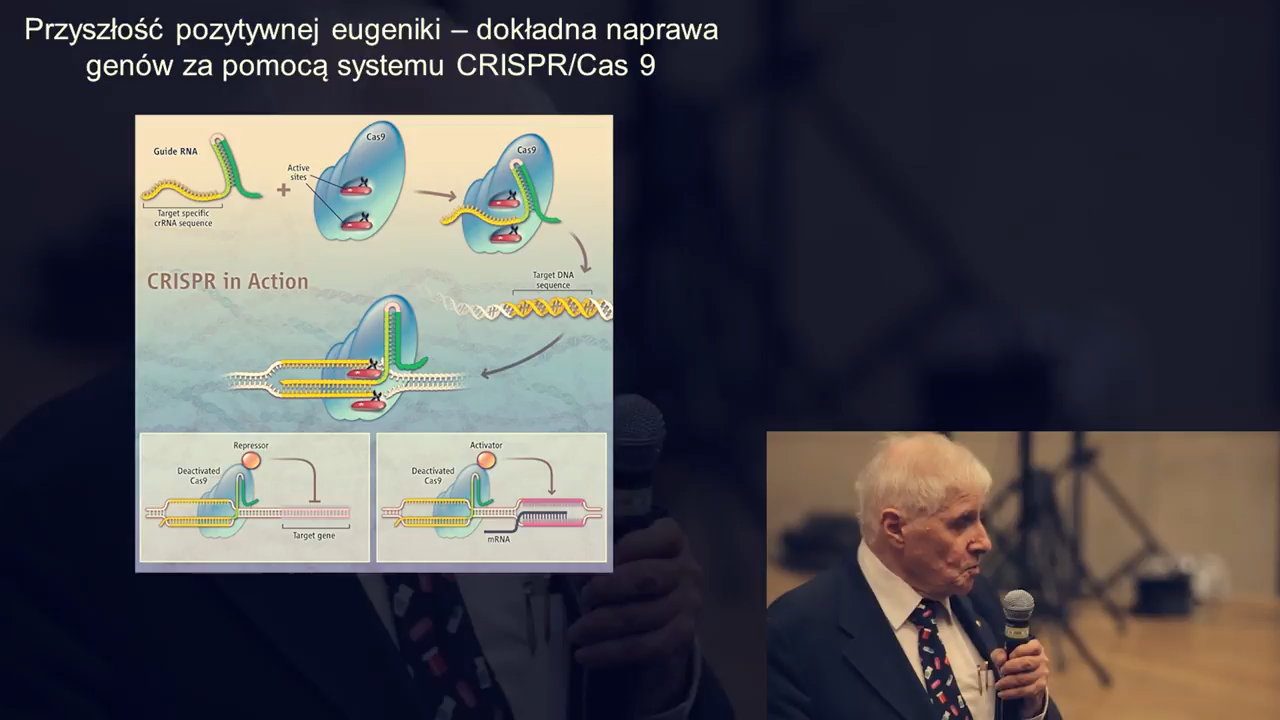 Przyszłość pozytywnej eugeniki – dokładna naprawa
genów za pomocą systemu CRISPR/Cas 9
Guide RNA
Target specific
crRNA sequence
+
Active
sites
Cas9
Cas9
CRISPR in Action
Target DNA
sequence
Repressor
Deactivated
Cas9
Target gene
Activator
Deactivated
Cas9
mRNA